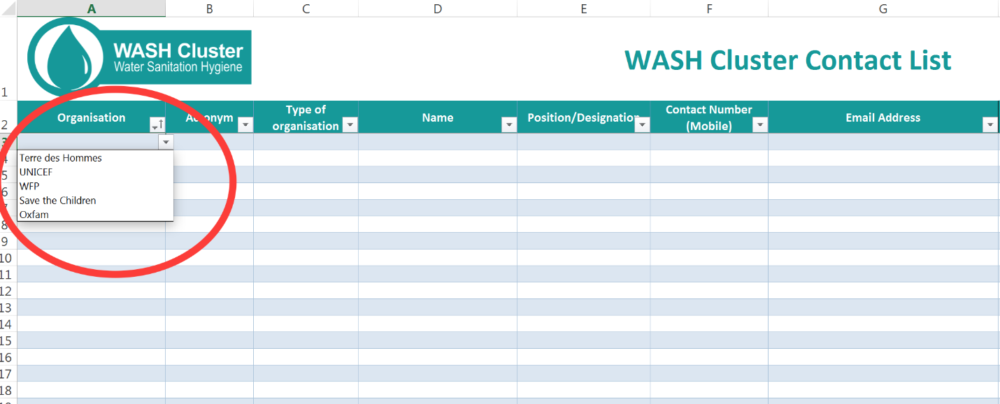 A B C D E F G
WASH Cluster
Water Sanitation Hygiene
WASH Cluster Contact List
1
Organisation Acronym Type of organisation Name Position/Designation Contact Number (Mobile) Email Address
2
3
4
Terre des Hommes
5
UNICEF
6
WFP
7
Save the Children
8
Oxfam
9
10
11
12
13
14
15
16
17
18